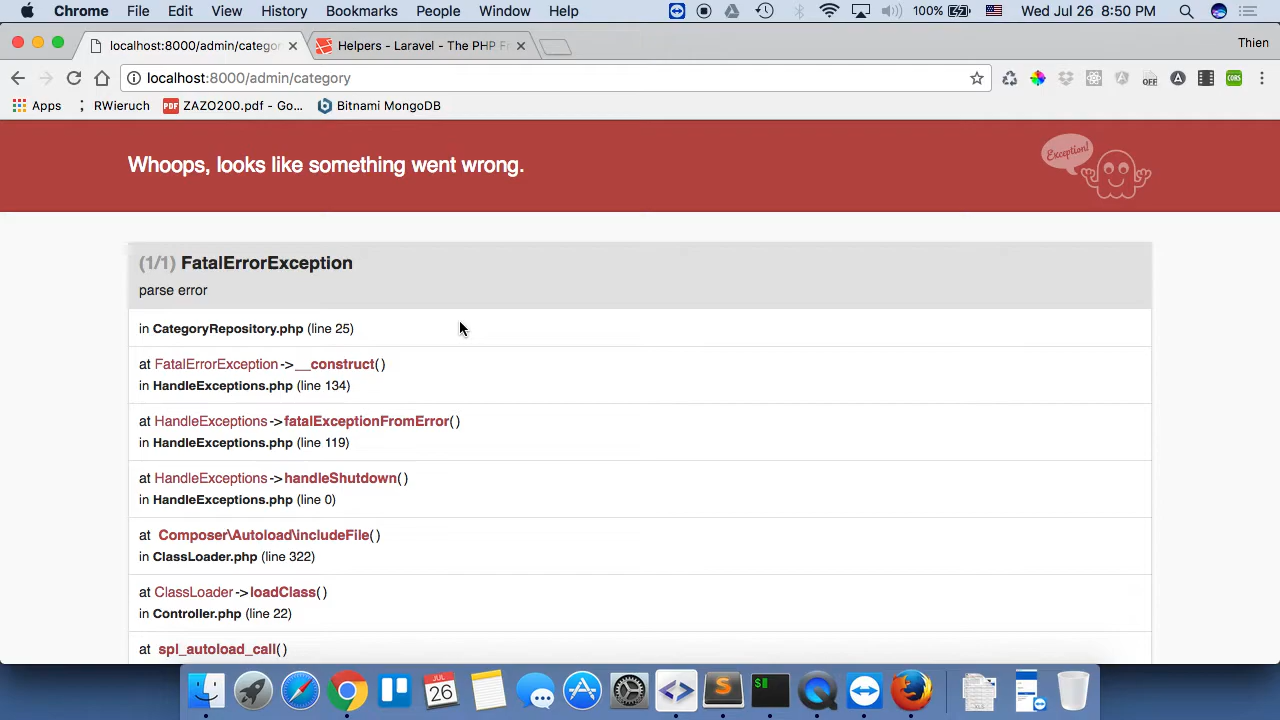 Chrome File Edit View History Bookmarks People Window Help 100% Wed Jul 26 8:50 PM
localhost:8000/admin/categor Helpers - Laravel - The PHP Fr Thien
localhost:8000/admin/category OFF A CORS
Apps RWieruch PDF ZAZO200.pdf - Go... Bitnami MongoDB
Whoops, looks like something went wrong.
Exception!
(1/1) FatalErrorException
parse error
in CategoryRepository.php (line 25)
at FatalErrorException->__construct()
in HandleExceptions.php (line 134)
at HandleExceptions->fatalExceptionFromError()
in HandleExceptions.php (line 119)
at HandleExceptions->handleShutdown()
in HandleExceptions.php (line 0)
at Composer\Autoload\includeFile()
in ClassLoader.php (line 322)
at ClassLoader->loadClass()
in Controller.php (line 22)
at spl_autoload_call()
JUL
26
S
$